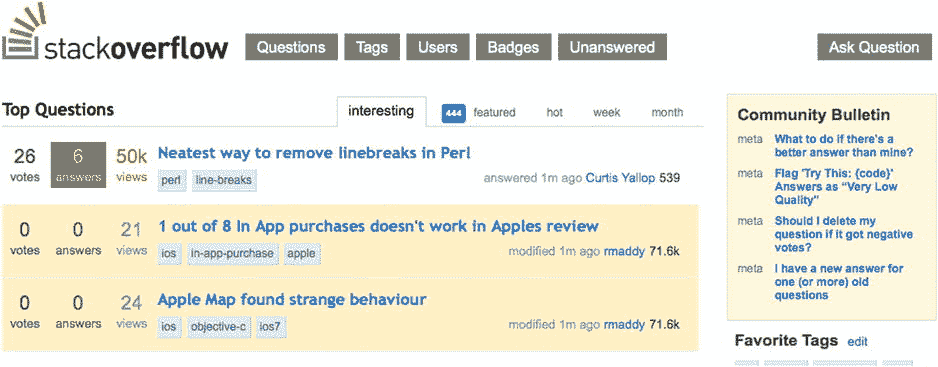 stackoverflow
Questions
Tags
Users
Badges
Unanswered
Ask Question
Top Questions
interesting
444 featured
hot
week
month
26 votes
6 answers
50k views
Neatest way to remove linebreaks in Perl
perl line-breaks
answered 1m ago Curtis Yallop 539
0 votes
0 answers
21 views
1 out of 8 In App purchases doesn't work in Apples review
ios in-app-purchase apple
modified 1m ago rmaddy 71.6k
0 votes
0 answers
24 views
Apple Map found strange behaviour
ios objective-c ios7
modified 1m ago rmaddy 71.6k
Community Bulletin
meta What to do if there's a
better answer than mine?
meta Flag 'Try This: {code}'
Answers as “Very Low
Quality”
meta Should I delete my
question if it got negative
votes?
meta I have a new answer for
one (or more) old
questions
Favorite Tags edit